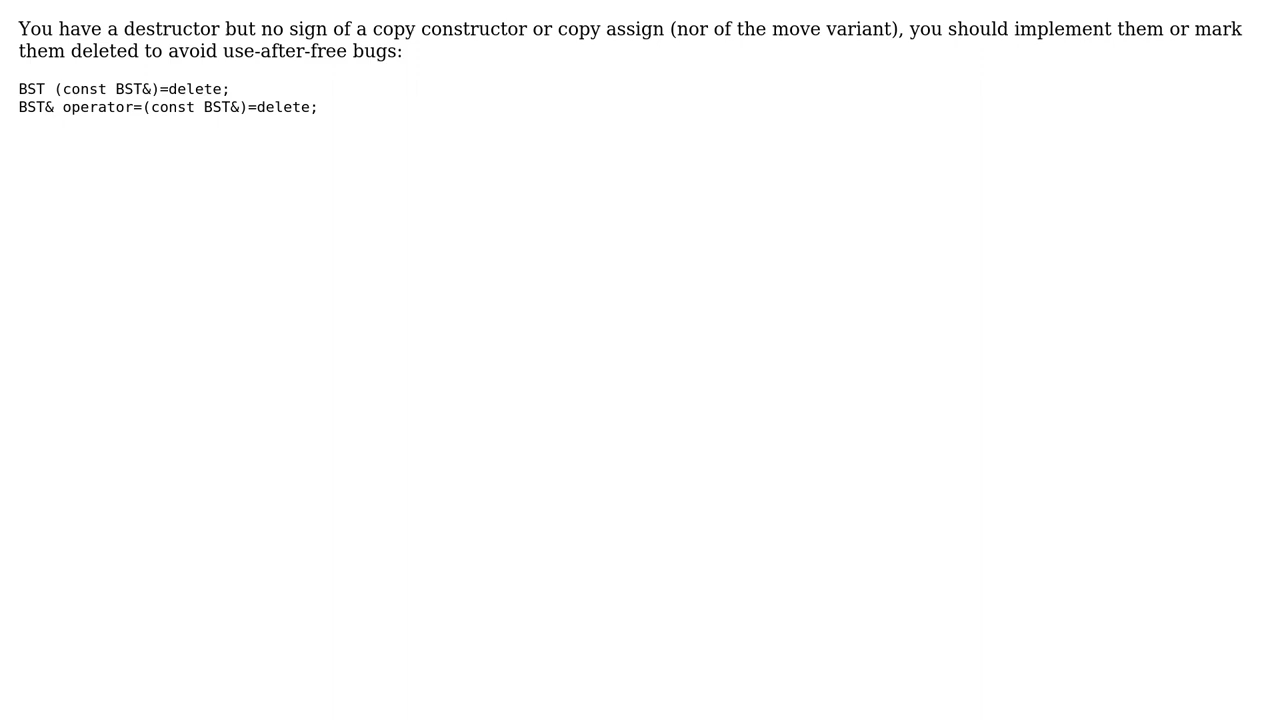 You have a destructor but no sign of a copy constructor or copy assign (nor of the move variant), you should implement them or mark
them deleted to avoid use-after-free bugs:
BST (const BST&)=delete;
BST& operator=(const BST&)=delete;